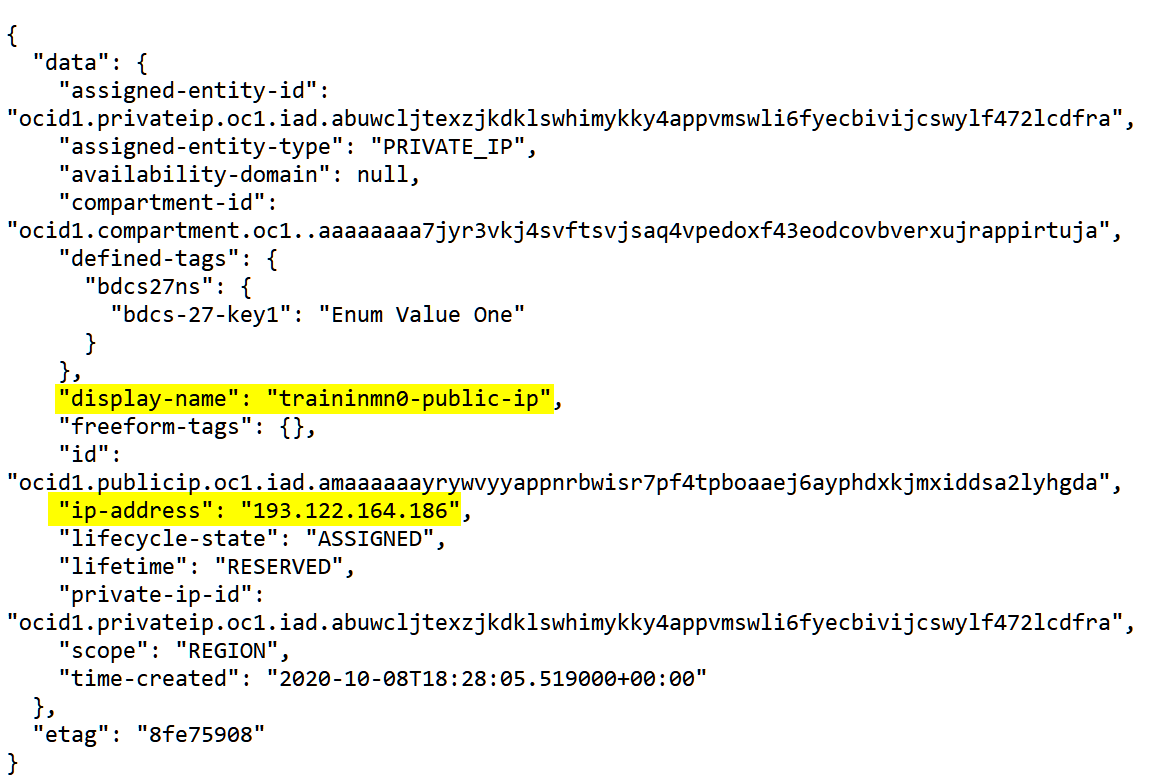 {
"data": {
"assigned-entity-id":
"ocid1.privateip.oc1.iad.abuwcljtexzjkdklswhimykky4appvmswli6fyecbivijcswylf472lcdfra",
"assigned-entity-type": "PRIVATE_IP",
"availability-domain": null,
"compartment-id":
"ocid1.compartment.oc1..aaaaaaaa7jyr3vkj4svftsvjsaq4vpedoxf43eodcovbverxujrappirtuja",
"defined-tags": {
"bdcs27ns": {
"bdcs-27-key1": "Enum Value One"
}
},
"display-name": "traininmn0-public-ip",
"freeform-tags": {},
"id":
"ocid1.publicip.oc1.iad.amaaaaaayrywvyyappnrbwisr7pf4tpboaaej6ayphdxkjmxiddsa2lyhgda",
"ip-address": "193.122.164.186",
"lifecycle-state": "ASSIGNED",
"lifetime": "RESERVED",
"private-ip-id":
"ocid1.privateip.oc1.iad.abuwcljtexzjkdklswhimykky4appvmswli6fyecbivijcswylf472lcdfra",
"scope": "REGION",
"time-created": "2020-10-08T18:28:05.519000+00:00"
},
"etag": "8fe75908"
}